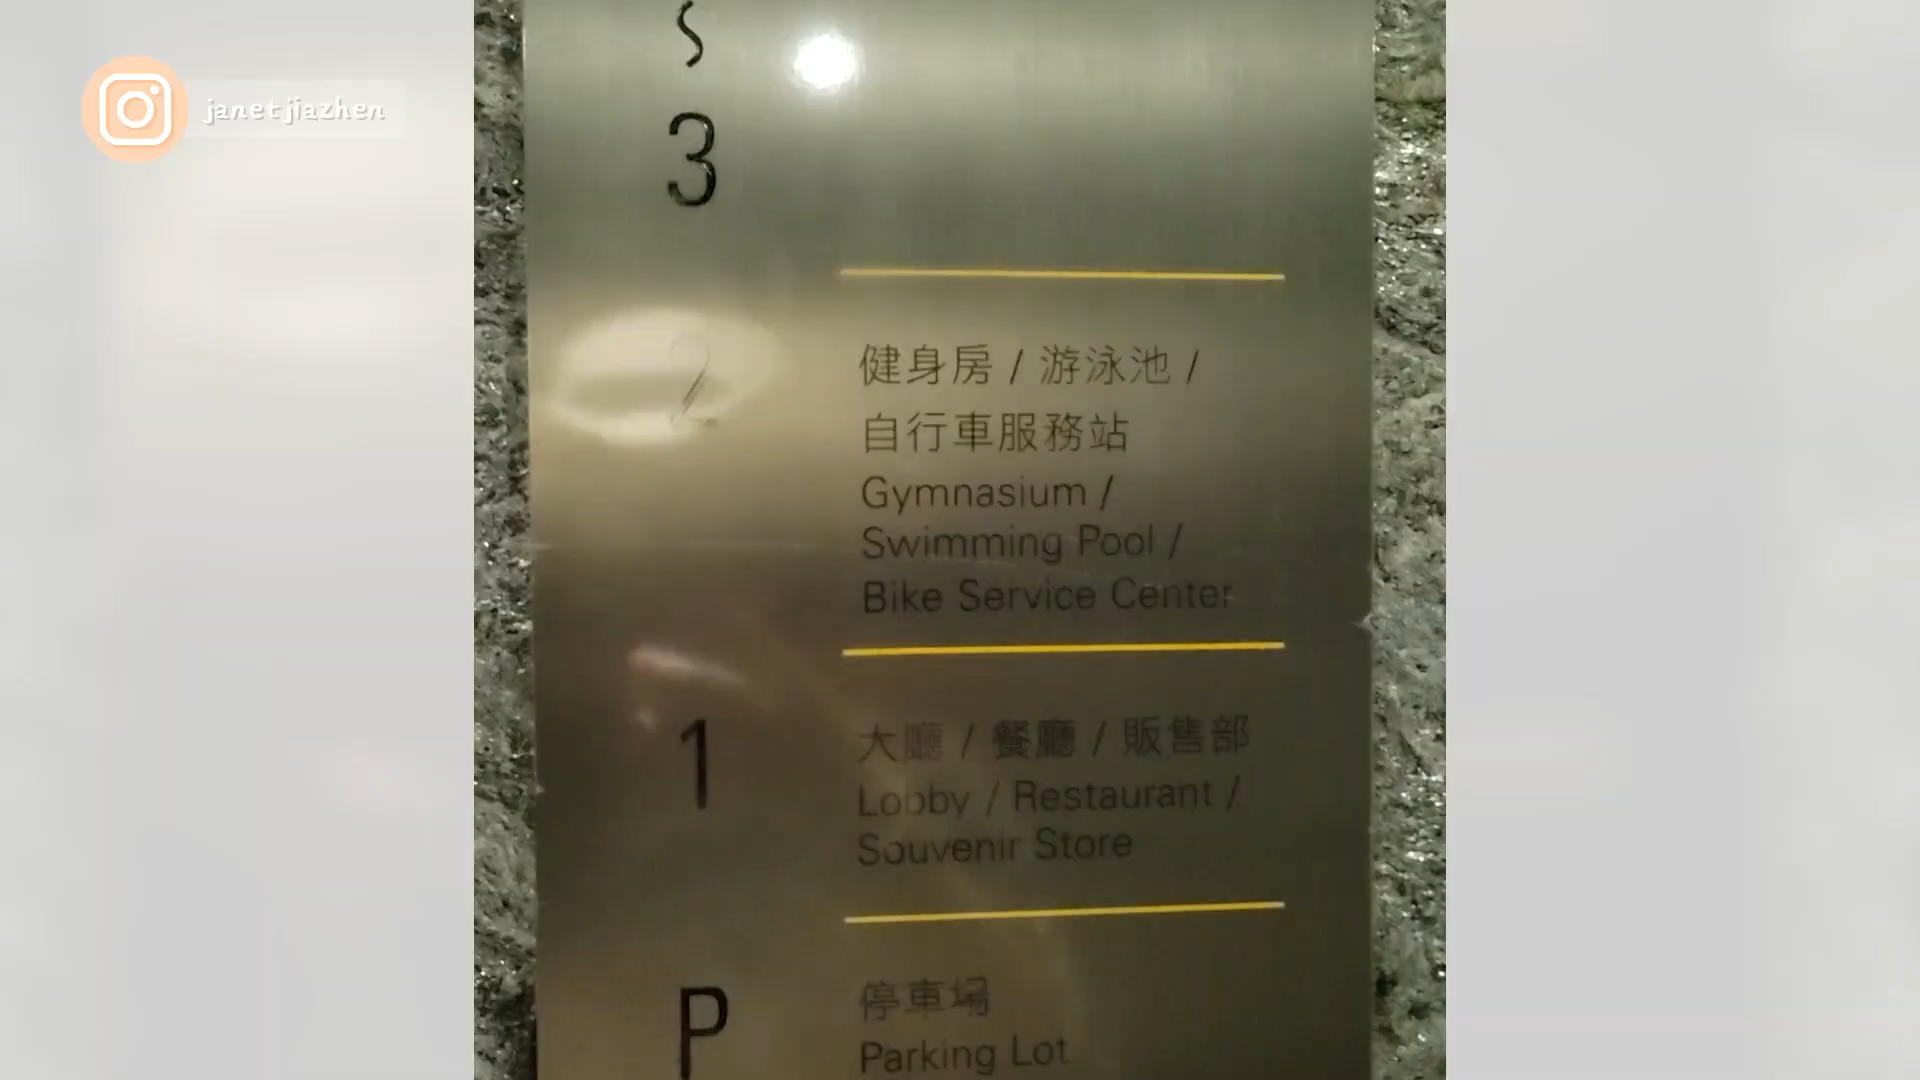 janetjiazhen
~
3
2
健身房 / 游泳池 /
自行車服務站
Gymnasium /
Swimming Pool /
Bike Service Center
1
大廳 / 餐廳 / 販售部
Lobby / Restaurant /
Souvenir Store
P
停車場
Parking Lot